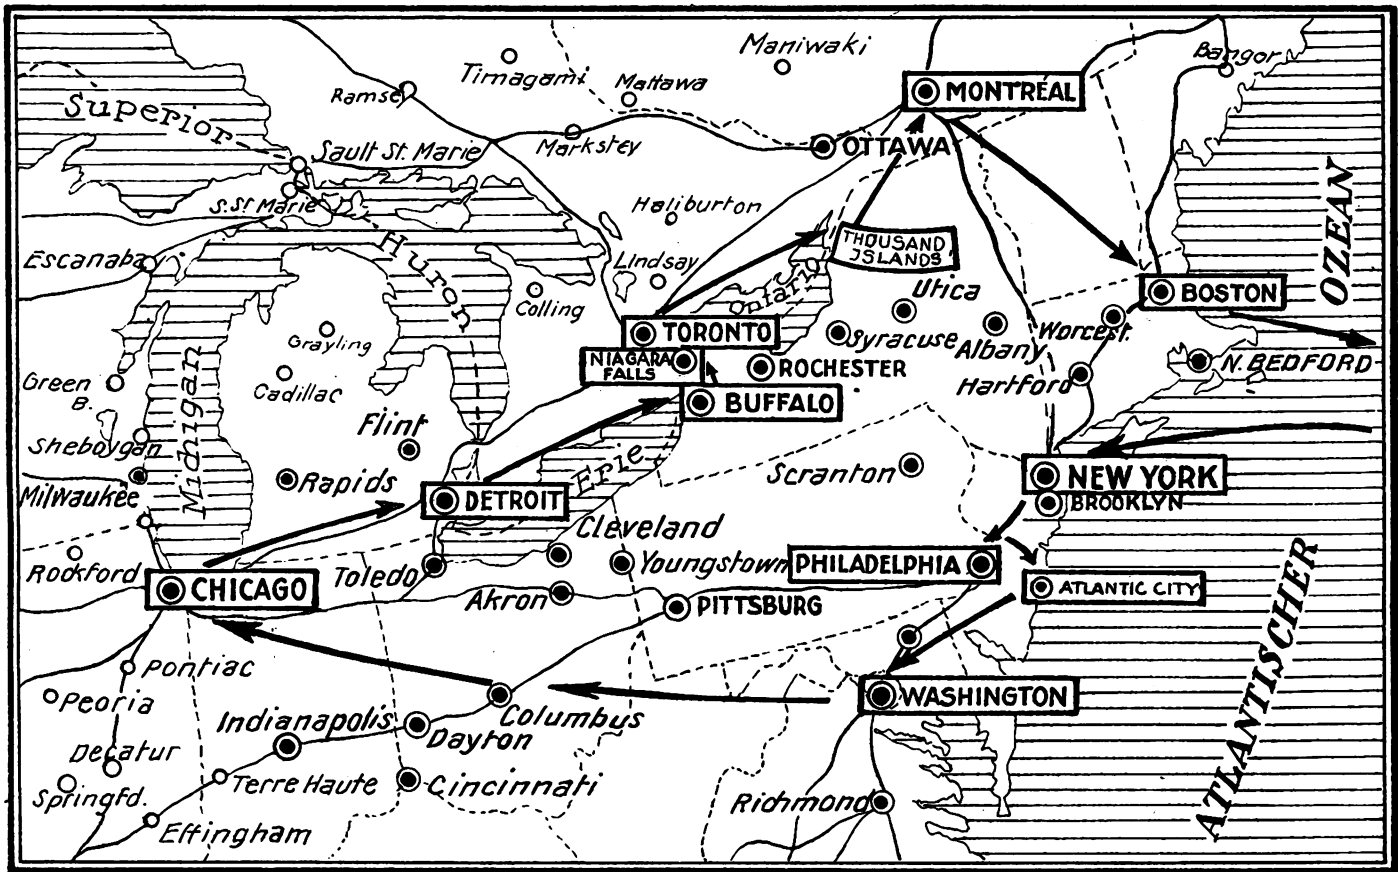 Bangor
Maniwaki
Timagami
Mattawa
Ramsey
MONTRÉAL
Superior
Markstey
OTTAWA
Sault St. Marie
S. St. Marie
Haliburton
OZEAN
Huron
THOUSAND
ISLANDS
Escanaba
Lindsay
Ontario
Utica
BOSTON
Colling
Grayling
TORONTO
Syracuse
Albany
Worcest.
NIAGARA
FALLS
ROCHESTER
N. BEDFORD
Green
B.
Cadillac
Hartford
BUFFALO
Midhigan
Flint
Sheboygan
Erie
Scranton
NEW YORK
Milwaukee
Rapids
DETROIT
BROOKLYN
Cleveland
Rockford
Toledo
Youngstown
PHILADELPHIA
CHICAGO
Akron
PITTSBURG
ATLANTIC CITY
Pontiac
WASHINGTON
Peoria
Columbus
Indianapolis
Dayton
ATLANTISCHER
Decatur
Terre Haute
Cincinnati
Springfd.
Richmond
Effingham